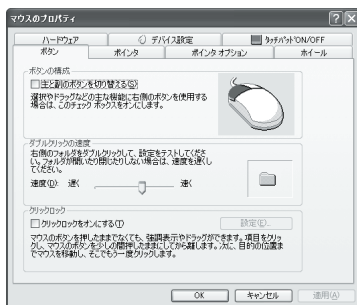 マウスのプロパティ
ハードウェア デバイス設定 タッチパッドON/OFF
ボタン ポインタ ポインタ オプション ホイール
ボタンの構成
主と副のボタンを切り替える(S)
選択やドラッグなどの主な機能に右側のボタンを使用する
場合は、このチェック ボックスをオンにします。
ダブルクリックの速度
右側のフォルダをダブルクリックして、設定をテストしてくださ
い。フォルダが開いたり閉じたりしない場合は、速度を遅くし
てください。
速度(D): 遅く 速く
クリックロック
クリックロックをオンにする(T) 設定(E)...
マウスのボタンを押したままでなくても、強調表示やドラッグができます。項目をクリッ
クし、マウスのボタンを少しの間押したままにしてから離します。次に、目的の位置ま
でマウスを移動し、そこでもう一度クリックします。
OK キャンセル 適用(A)